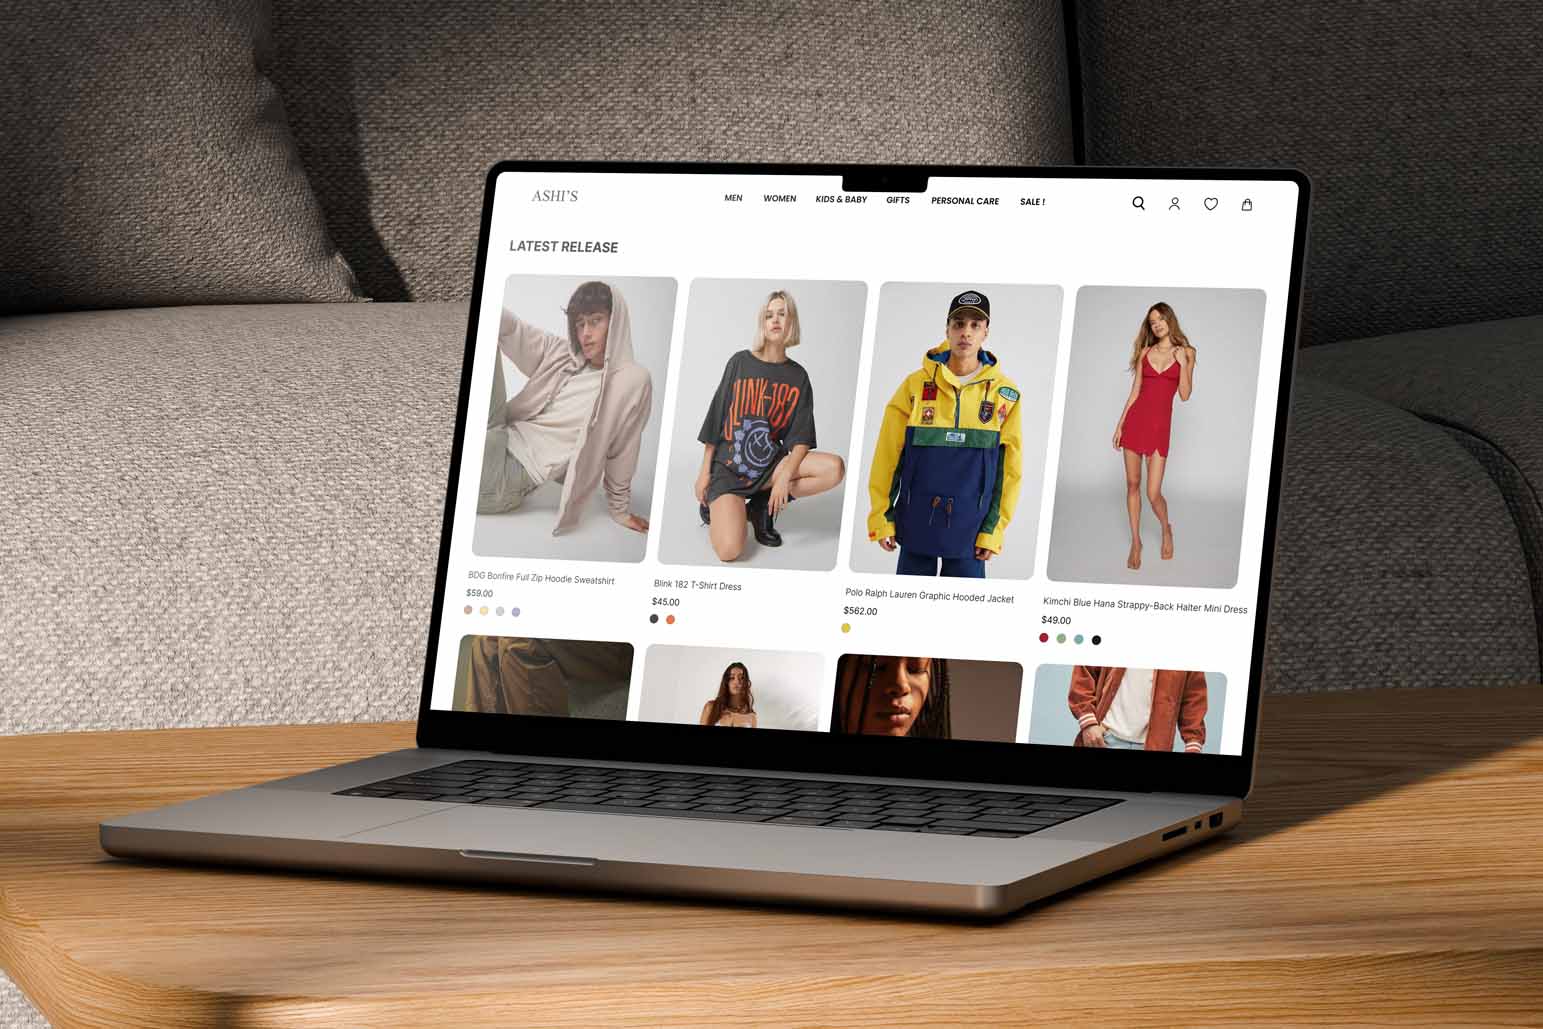 ASHI'S
MEN WOMEN KIDS & BABY GIFTS PERSONAL CARE SALE !
LATEST RELEASE
BLINK-182
BDG Bonfire Full Zip Hoodie Sweatshirt
$59.00
Blink 182 T-Shirt Dress
$45.00
Polo Ralph Lauren Graphic Hooded Jacket
$562.00
Kimchi Blue Hana Strappy-Back Halter Mini Dress
$49.00